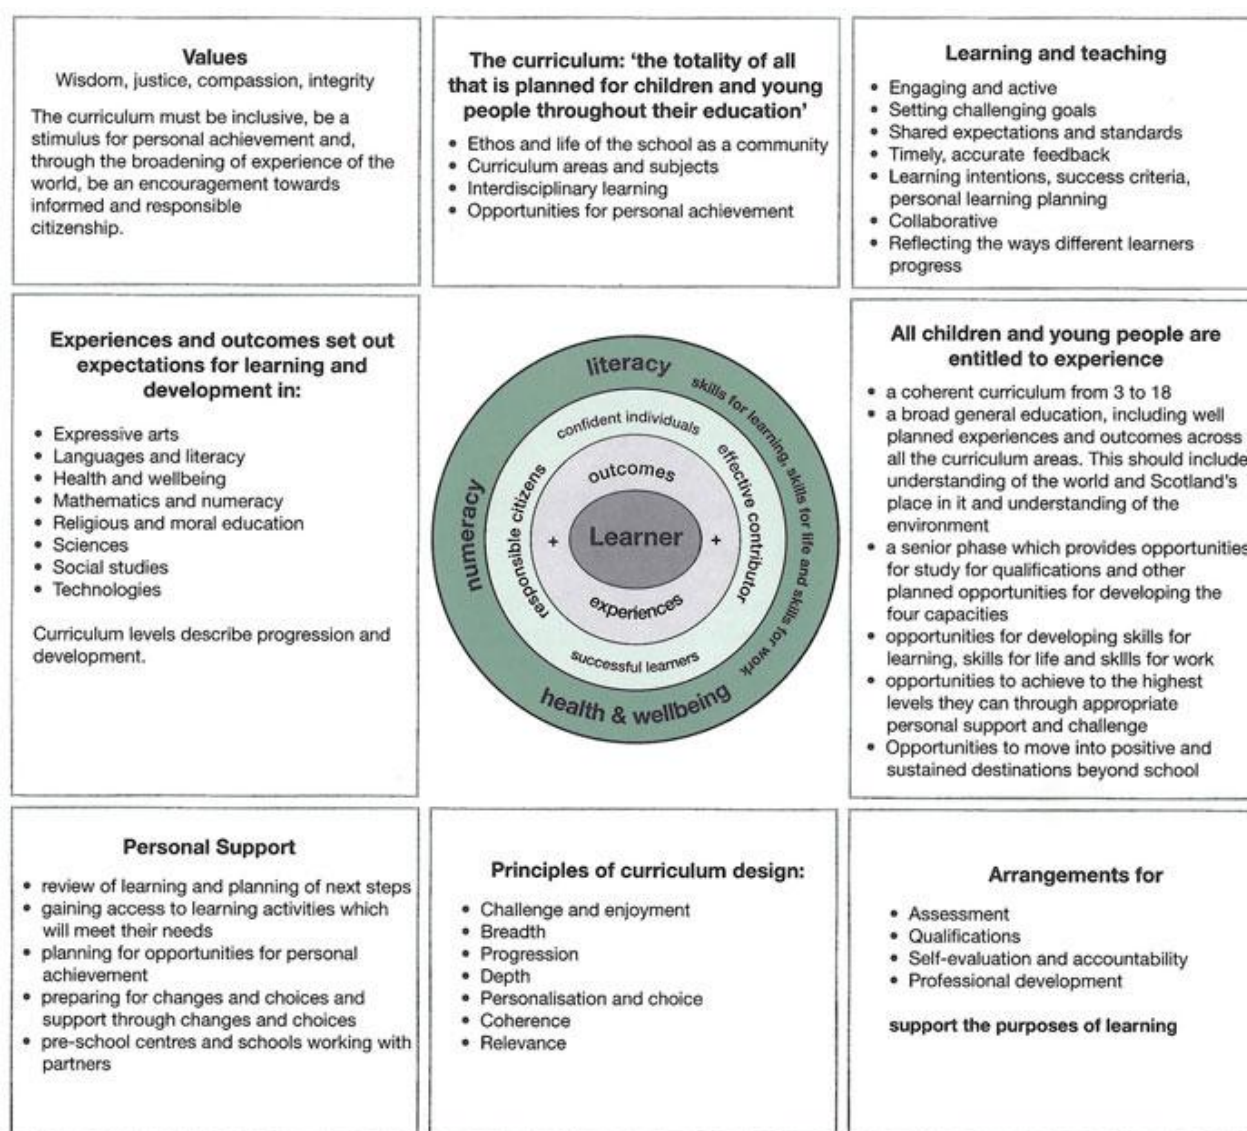 Values
Wisdom, justice, compassion, integrity
The curriculum must be inclusive, be a
stimulus for personal achievement and,
through the broadening of experience of the
world, be an encouragement towards
informed and responsible
citizenship.
The curriculum: ‘the totality of all
that is planned for children and young
people throughout their education’
• Ethos and life of the school as a community
• Curriculum areas and subjects
• Interdisciplinary learning
• Opportunities for personal achievement
Learning and teaching
• Engaging and active
• Setting challenging goals
• Shared expectations and standards
• Timely, accurate feedback
• Learning intentions, success criteria,
personal learning planning
• Collaborative
• Reflecting the ways different learners
progress
Experiences and outcomes set out
expectations for learning and
development in:
• Expressive arts
• Languages and literacy
• Health and wellbeing
• Mathematics and numeracy
• Religious and moral education
• Sciences
• Social studies
• Technologies
Curriculum levels describe progression and
development.
literacy
skills for learning, skills for life and skills for work
numeracy
health & wellbeing
confident individuals
effective contributor
responsible citizens
successful learners
outcomes
+ Learner +
experiences
All children and young people are
entitled to experience
• a coherent curriculum from 3 to 18
• a broad general education, including well
planned experiences and outcomes across
all the curriculum areas. This should include
understanding of the world and Scotland's
place in it and understanding of the
environment
• a senior phase which provides opportunities
for study for qualifications and other
planned opportunities for developing the
four capacities
• opportunities for developing skills for
learning, skills for life and skills for work
• opportunities to achieve to the highest
levels they can through appropriate
personal support and challenge
• Opportunities to move into positive and
sustained destinations beyond school
Personal Support
• review of learning and planning of next steps
• gaining access to learning activities which
will meet their needs
• planning for opportunities for personal
achievement
• preparing for changes and choices and
support through changes and choices
• pre-school centres and schools working with
partners
Principles of curriculum design:
• Challenge and enjoyment
• Breadth
• Progression
• Depth
• Personalisation and choice
• Coherence
• Relevance
Arrangements for
• Assessment
• Qualifications
• Self-evaluation and accountability
• Professional development
support the purposes of learning